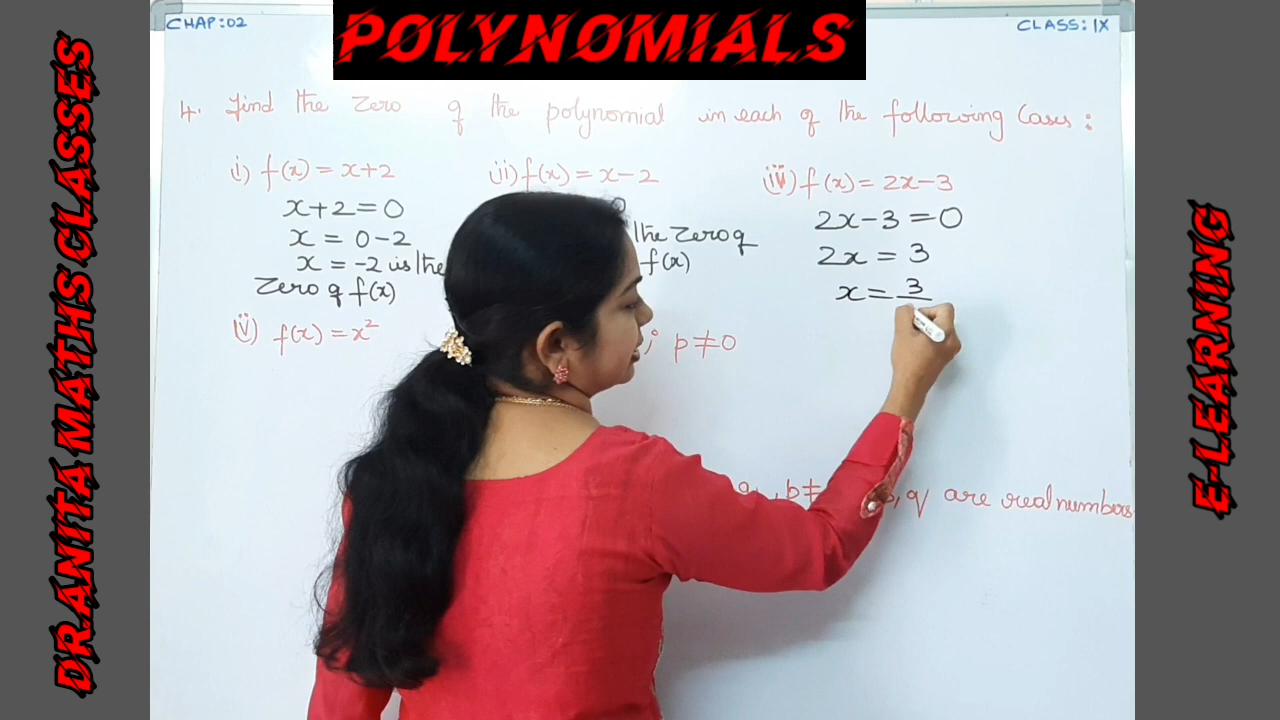 CHAP:02
POLYNOMIALS
CLASS: IX
DR.ANITA MATHS CLASSES
E-LEARNING
4. Find the zero of the polynomial in each of the following Cases:
i) f(x) = x+2
x+2=0
x = 0-2
x = -2 is the
Zero of f(x)
ii) f(x) = x-2
0
the zero of
f(x)
f(x) = 2x-3
2x-3=0
2x = 3
x = 3
f(x) = x²
; p≠0
p≠
q are real numbers